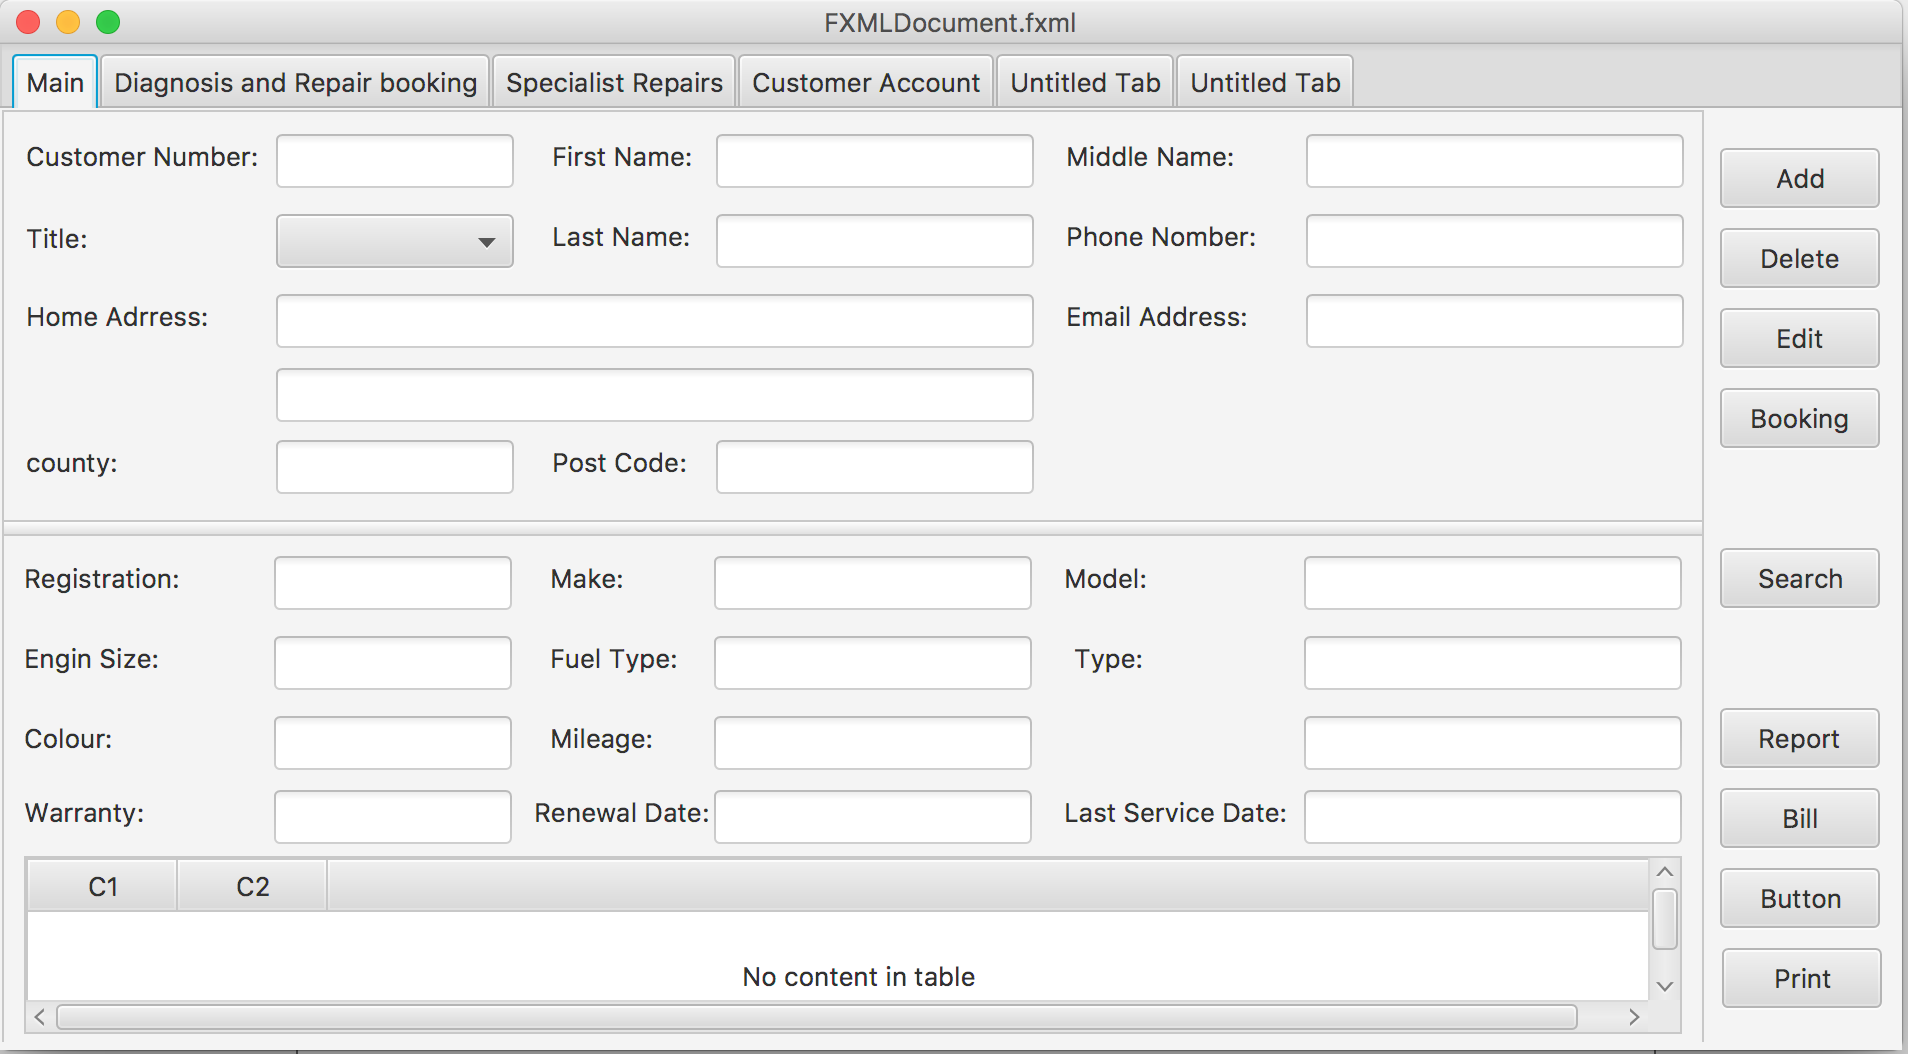 FXMLDocument.fxml
Main Diagnosis and Repair booking Specialist Repairs Customer Account Untitled Tab Untitled Tab
Customer Number: First Name: Middle Name:
Add
Title: Last Name: Phone Nomber:
Delete
Home Adrress: Email Address:
Edit
Booking
county: Post Code:
Registration: Make: Model:
Search
Engin Size: Fuel Type: Type:
Colour: Mileage:
Report
Warranty: Renewal Date: Last Service Date:
Bill
C1 C2
Button
No content in table
Print